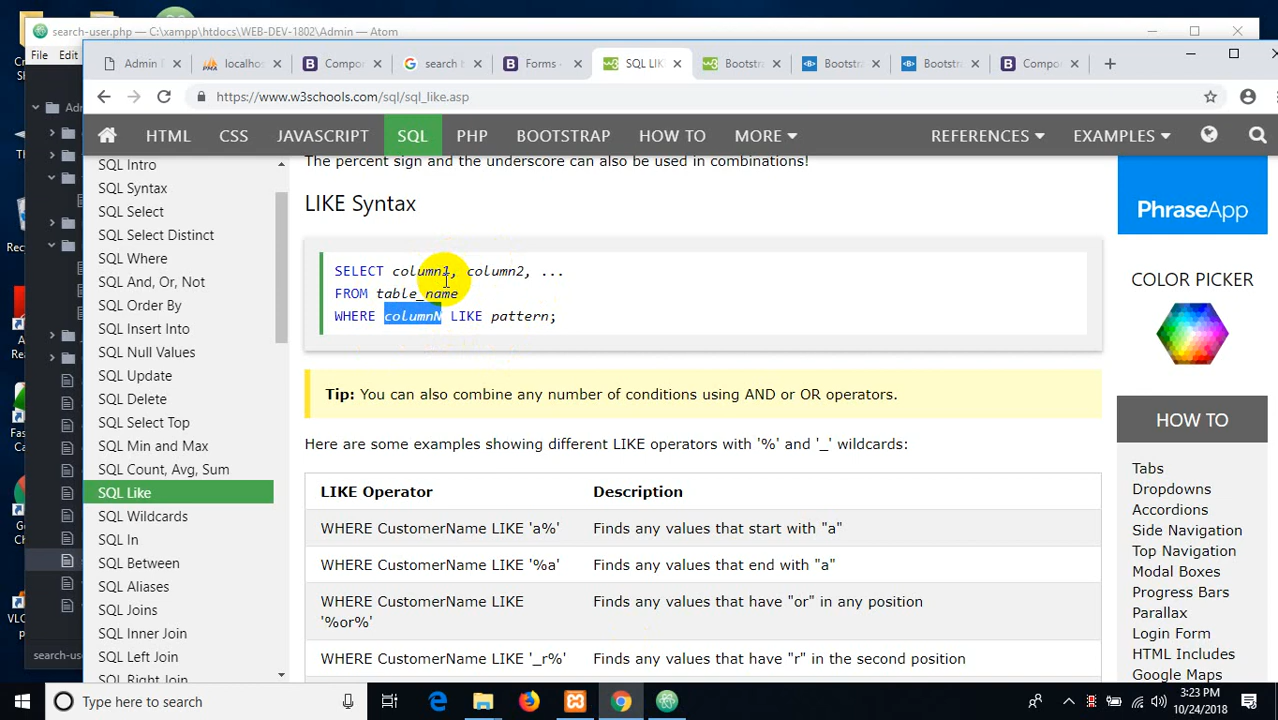 search-user.php — C:\xampp\htdocs\WEB-DEV-1802\Admin — Atom
File Edit
Admin
localhos
Compor
search b
Forms -
SQL LIK
Bootstr
Bootstr
Bootstr
Compo
https://www.w3schools.com/sql/sql_like.asp
HTML CSS JAVASCRIPT SQL PHP BOOTSTRAP HOW TO MORE REFERENCES EXAMPLES
SQL Intro
SQL Syntax
SQL Select
SQL Select Distinct
SQL Where
SQL And, Or, Not
SQL Order By
SQL Insert Into
SQL Null Values
SQL Update
SQL Delete
SQL Select Top
SQL Min and Max
SQL Count, Avg, Sum
SQL Like
SQL Wildcards
SQL In
SQL Between
SQL Aliases
SQL Joins
SQL Inner Join
SQL Left Join
SQL Right Join
The percent sign and the underscore can also be used in combinations!
LIKE Syntax
SELECT column1, column2, ...
FROM table_name
WHERE columnN LIKE pattern;
Tip: You can also combine any number of conditions using AND or OR operators.
Here are some examples showing different LIKE operators with '%' and '_' wildcards:
LIKE Operator Description
WHERE CustomerName LIKE 'a%' Finds any values that start with "a"
WHERE CustomerName LIKE '%a' Finds any values that end with "a"
WHERE CustomerName LIKE '%or%' Finds any values that have "or" in any position
WHERE CustomerName LIKE '_r%' Finds any values that have "r" in the second position
PhraseApp
COLOR PICKER
HOW TO
Tabs
Dropdowns
Accordions
Side Navigation
Top Navigation
Modal Boxes
Progress Bars
Parallax
Login Form
HTML Includes
Google Maps
search-us
Type here to search
3:23 PM
10/24/2018